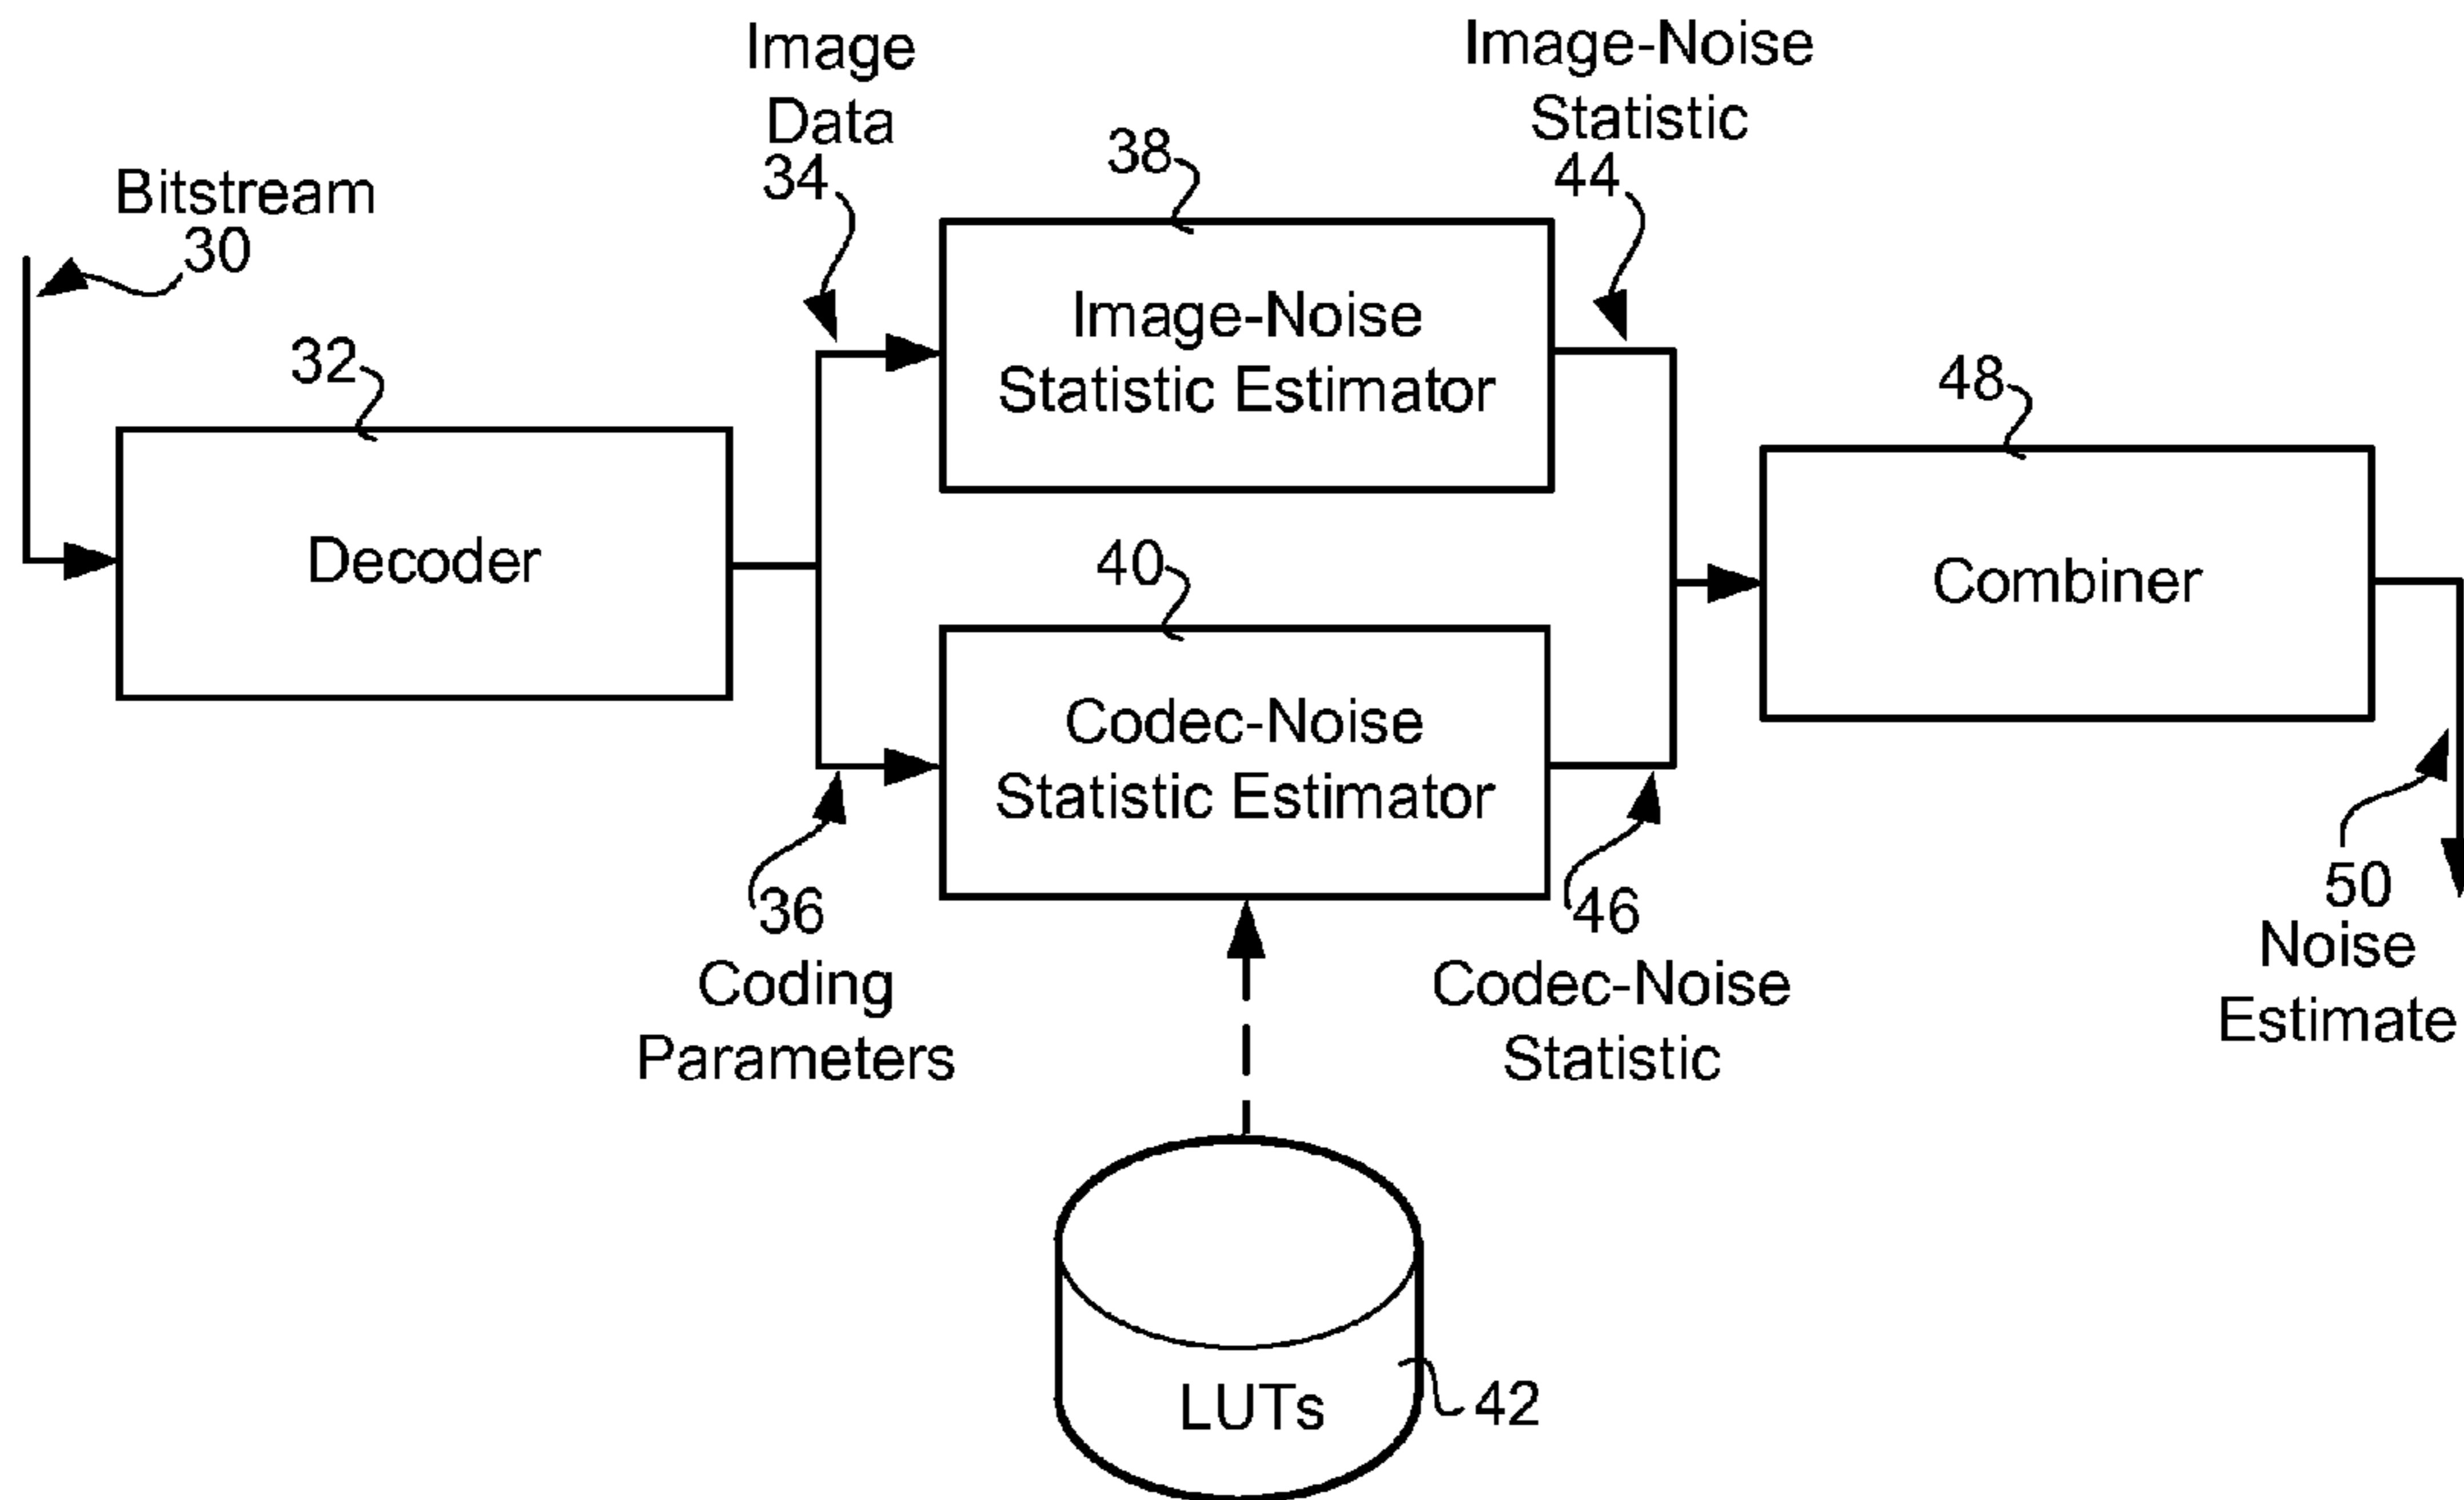 Bitstream
30
32
Decoder
Image
Data
34
38
Image-Noise
Statistic Estimator
Image-Noise
Statistic
44
40
Codec-Noise
Statistic Estimator
36
Coding
Parameters
46
Codec-Noise
Statistic
48
Combiner
50
Noise
Estimate
LUTs
42